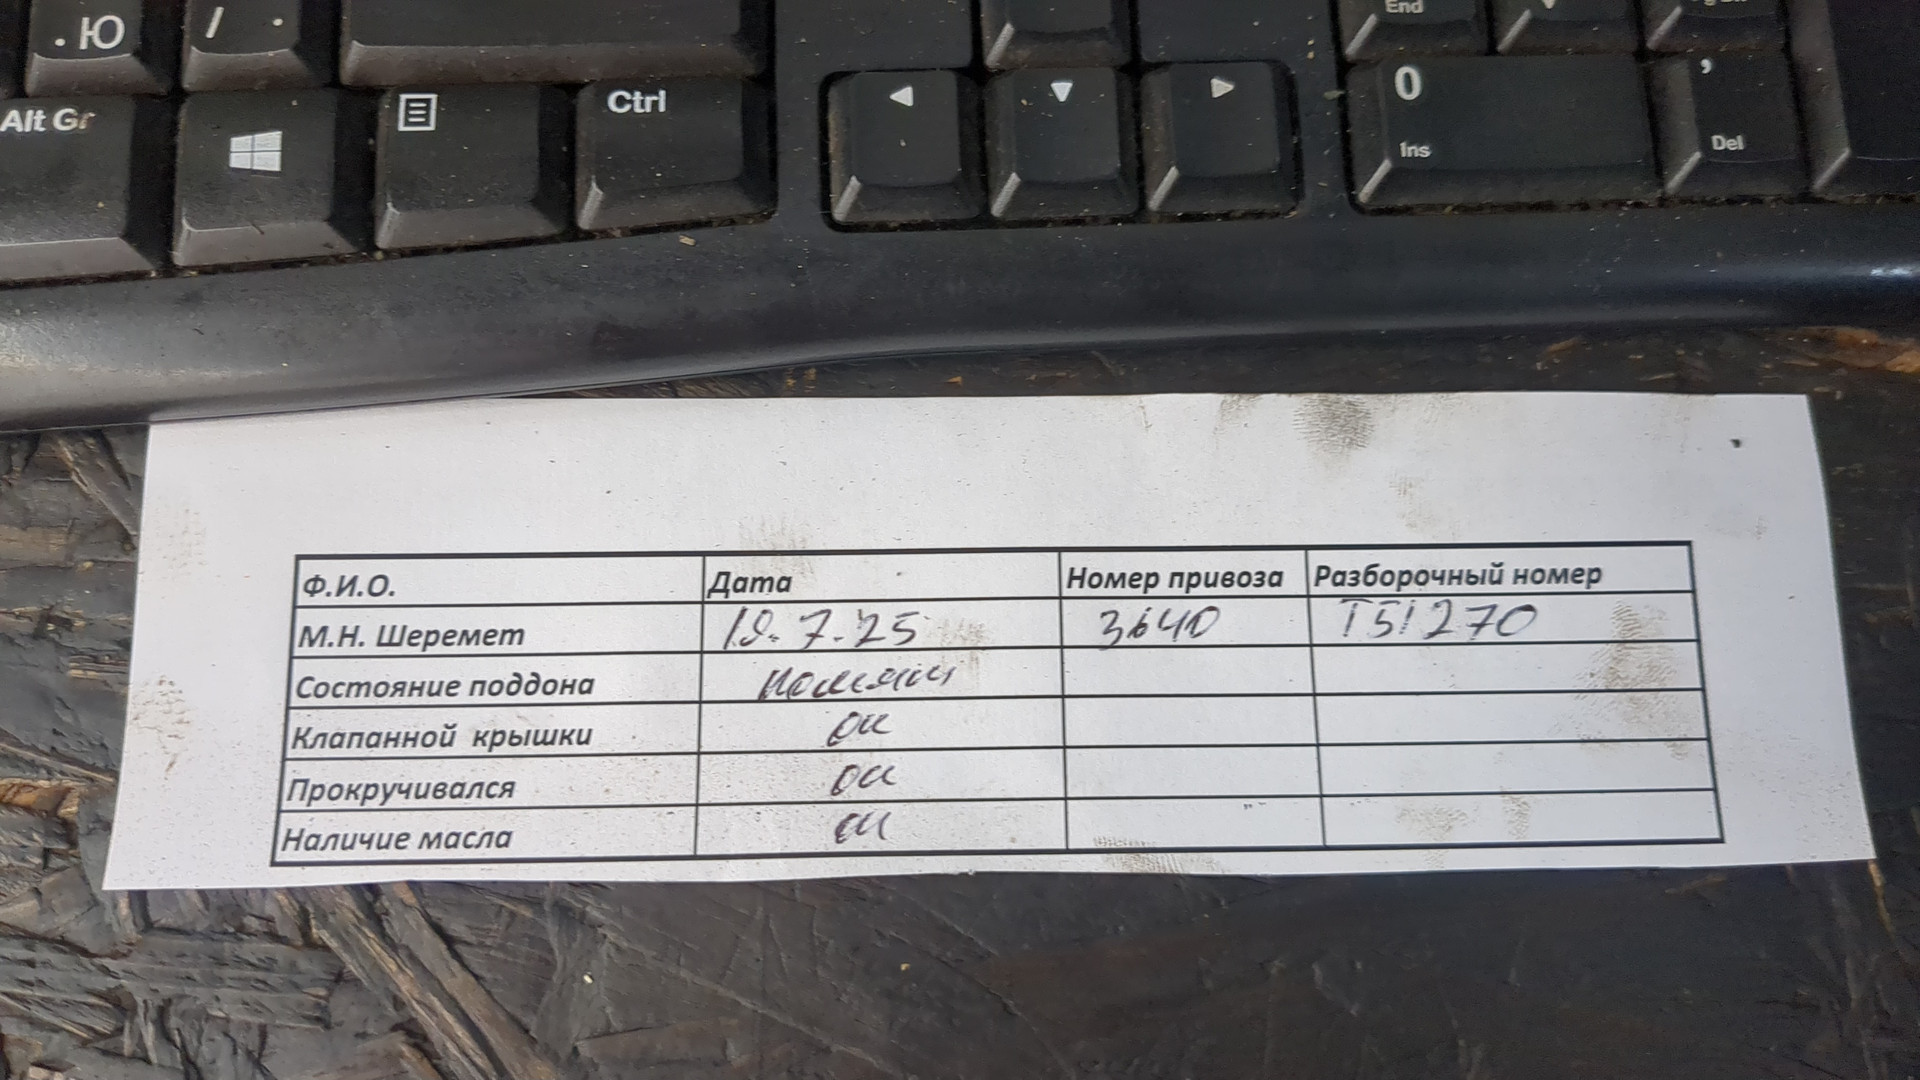 . Ю / .
End
Alt Gr Ctrl 0 Ins , Del
Ф.И.О. Дата Номер привоза Разборочный номер
М.Н. Шеремет 19.7.25 3640 T51270
Состояние поддона
Клапанной крышки ок
Прокручивался ок
Наличие масла ок